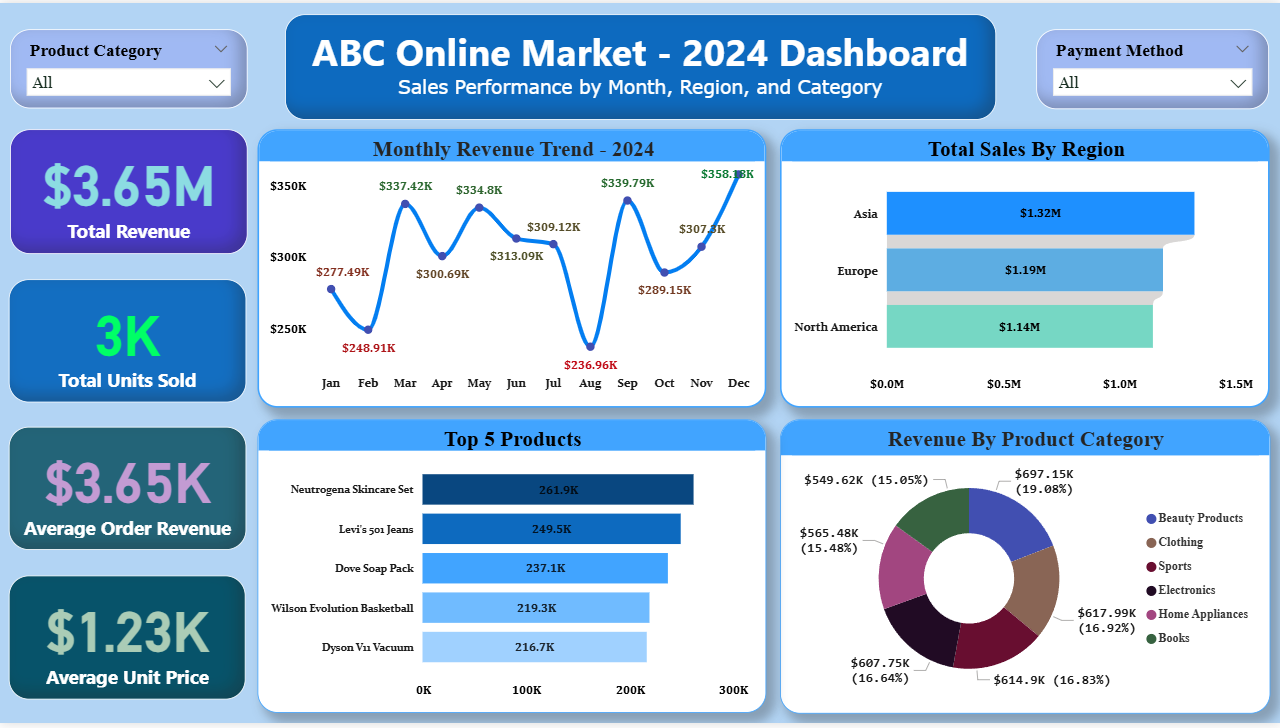 Product Category
All
ABC Online Market - 2024 Dashboard
Sales Performance by Month, Region, and Category
Payment Method
All
$3.65M
Total Revenue
3K
Total Units Sold
$3.65K
Average Order Revenue
$1.23K
Average Unit Price
Monthly Revenue Trend - 2024
$350K
$300K
$250K
$277.49K
$248.91K
$337.42K
$300.69K
$334.8K
$313.09K
$309.12K
$236.96K
$339.79K
$289.15K
$307.3K
Jan Feb Mar Apr May Jun Jul Aug Sep Oct Nov Dec
Total Sales By Region
Asia $1.32M
Europe $1.19M
North America $1.14M
$0.0M $0.5M $1.0M $1.5M
Top 5 Products
Neutrogena Skincare Set 261.9K
Levi's 501 Jeans 249.5K
Dove Soap Pack 237.1K
Wilson Evolution Basketball 219.3K
Dyson V11 Vacuum 216.7K
0K 100K 200K 300K
Revenue By Product Category
$697.15K
(19.08%)
$617.99K
(16.92%)
$614.9K (16.83%)
$607.75K
(16.64%)
$565.48K
(15.48%)
$549.62K (15.05%)
Beauty Products
Clothing
Sports
Electronics
Home Appliances
Books